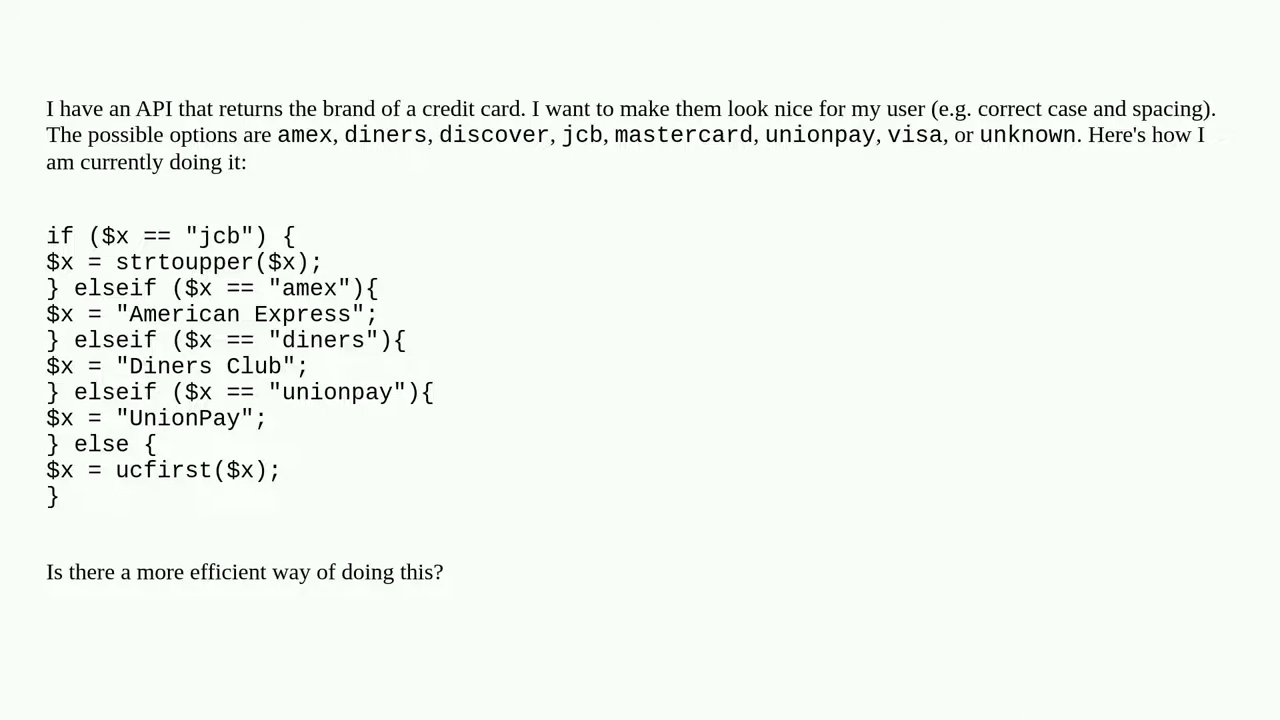 I have an API that returns the brand of a credit card. I want to make them look nice for my user (e.g. correct case and spacing).
The possible options are amex, diners, discover, jcb, mastercard, unionpay, visa, or unknown. Here's how I
am currently doing it:
if ($x == "jcb") {
$x = strtoupper($x);
} elseif ($x == "amex"){
$x = "American Express";
} elseif ($x == "diners"){
$x = "Diners Club";
} elseif ($x == "unionpay"){
$x = "UnionPay";
} else {
$x = ucfirst($x);
}
Is there a more efficient way of doing this?